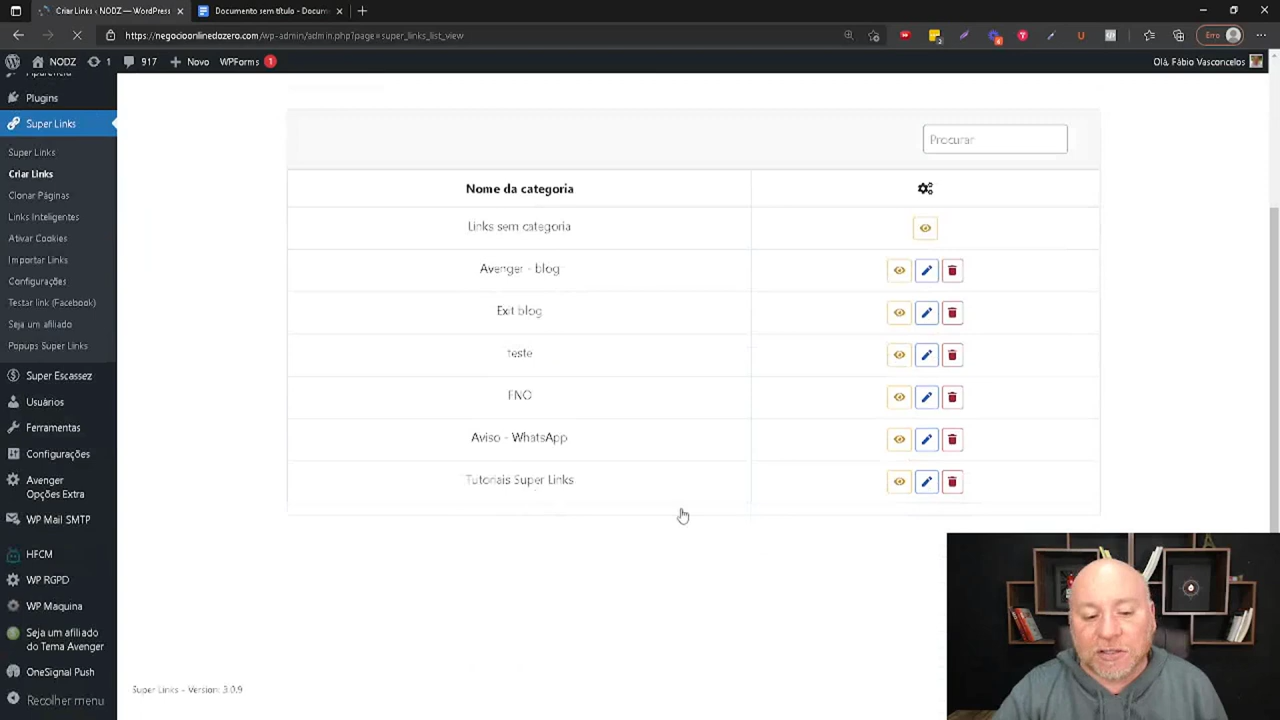 Criar Links < NODZ — WordPress
Documento sem título - Docum
https://negocioonlinedozero.com/wp-admin/admin.php?page=super_links_list_view
Erro
NODZ
1
917
Novo
WPForms
1
Olá, Fábio Vasconcelos
Aparência
Plugins
Super Links
Super Links
Criar Links
Clonar Páginas
Links Inteligentes
Ativar Cookies
Importar Links
Configurações
Testar link (Facebook)
Seja um afiliado
Popups Super Links
Super Escassez
Usuários
Ferramentas
Configurações
Avenger
Opções Extra
WP Mail SMTP
HFCM
WP RGPD
WP Maquina
Seja um afiliado
do Tema Avenger
OneSignal Push
Recolher menu
Procurar
Nome da categoria
Links sem categoria
Avenger - blog
Exit blog
teste
FNO
Aviso - WhatsApp
Tutoriais Super Links
Super Links - Version: 3.0.9